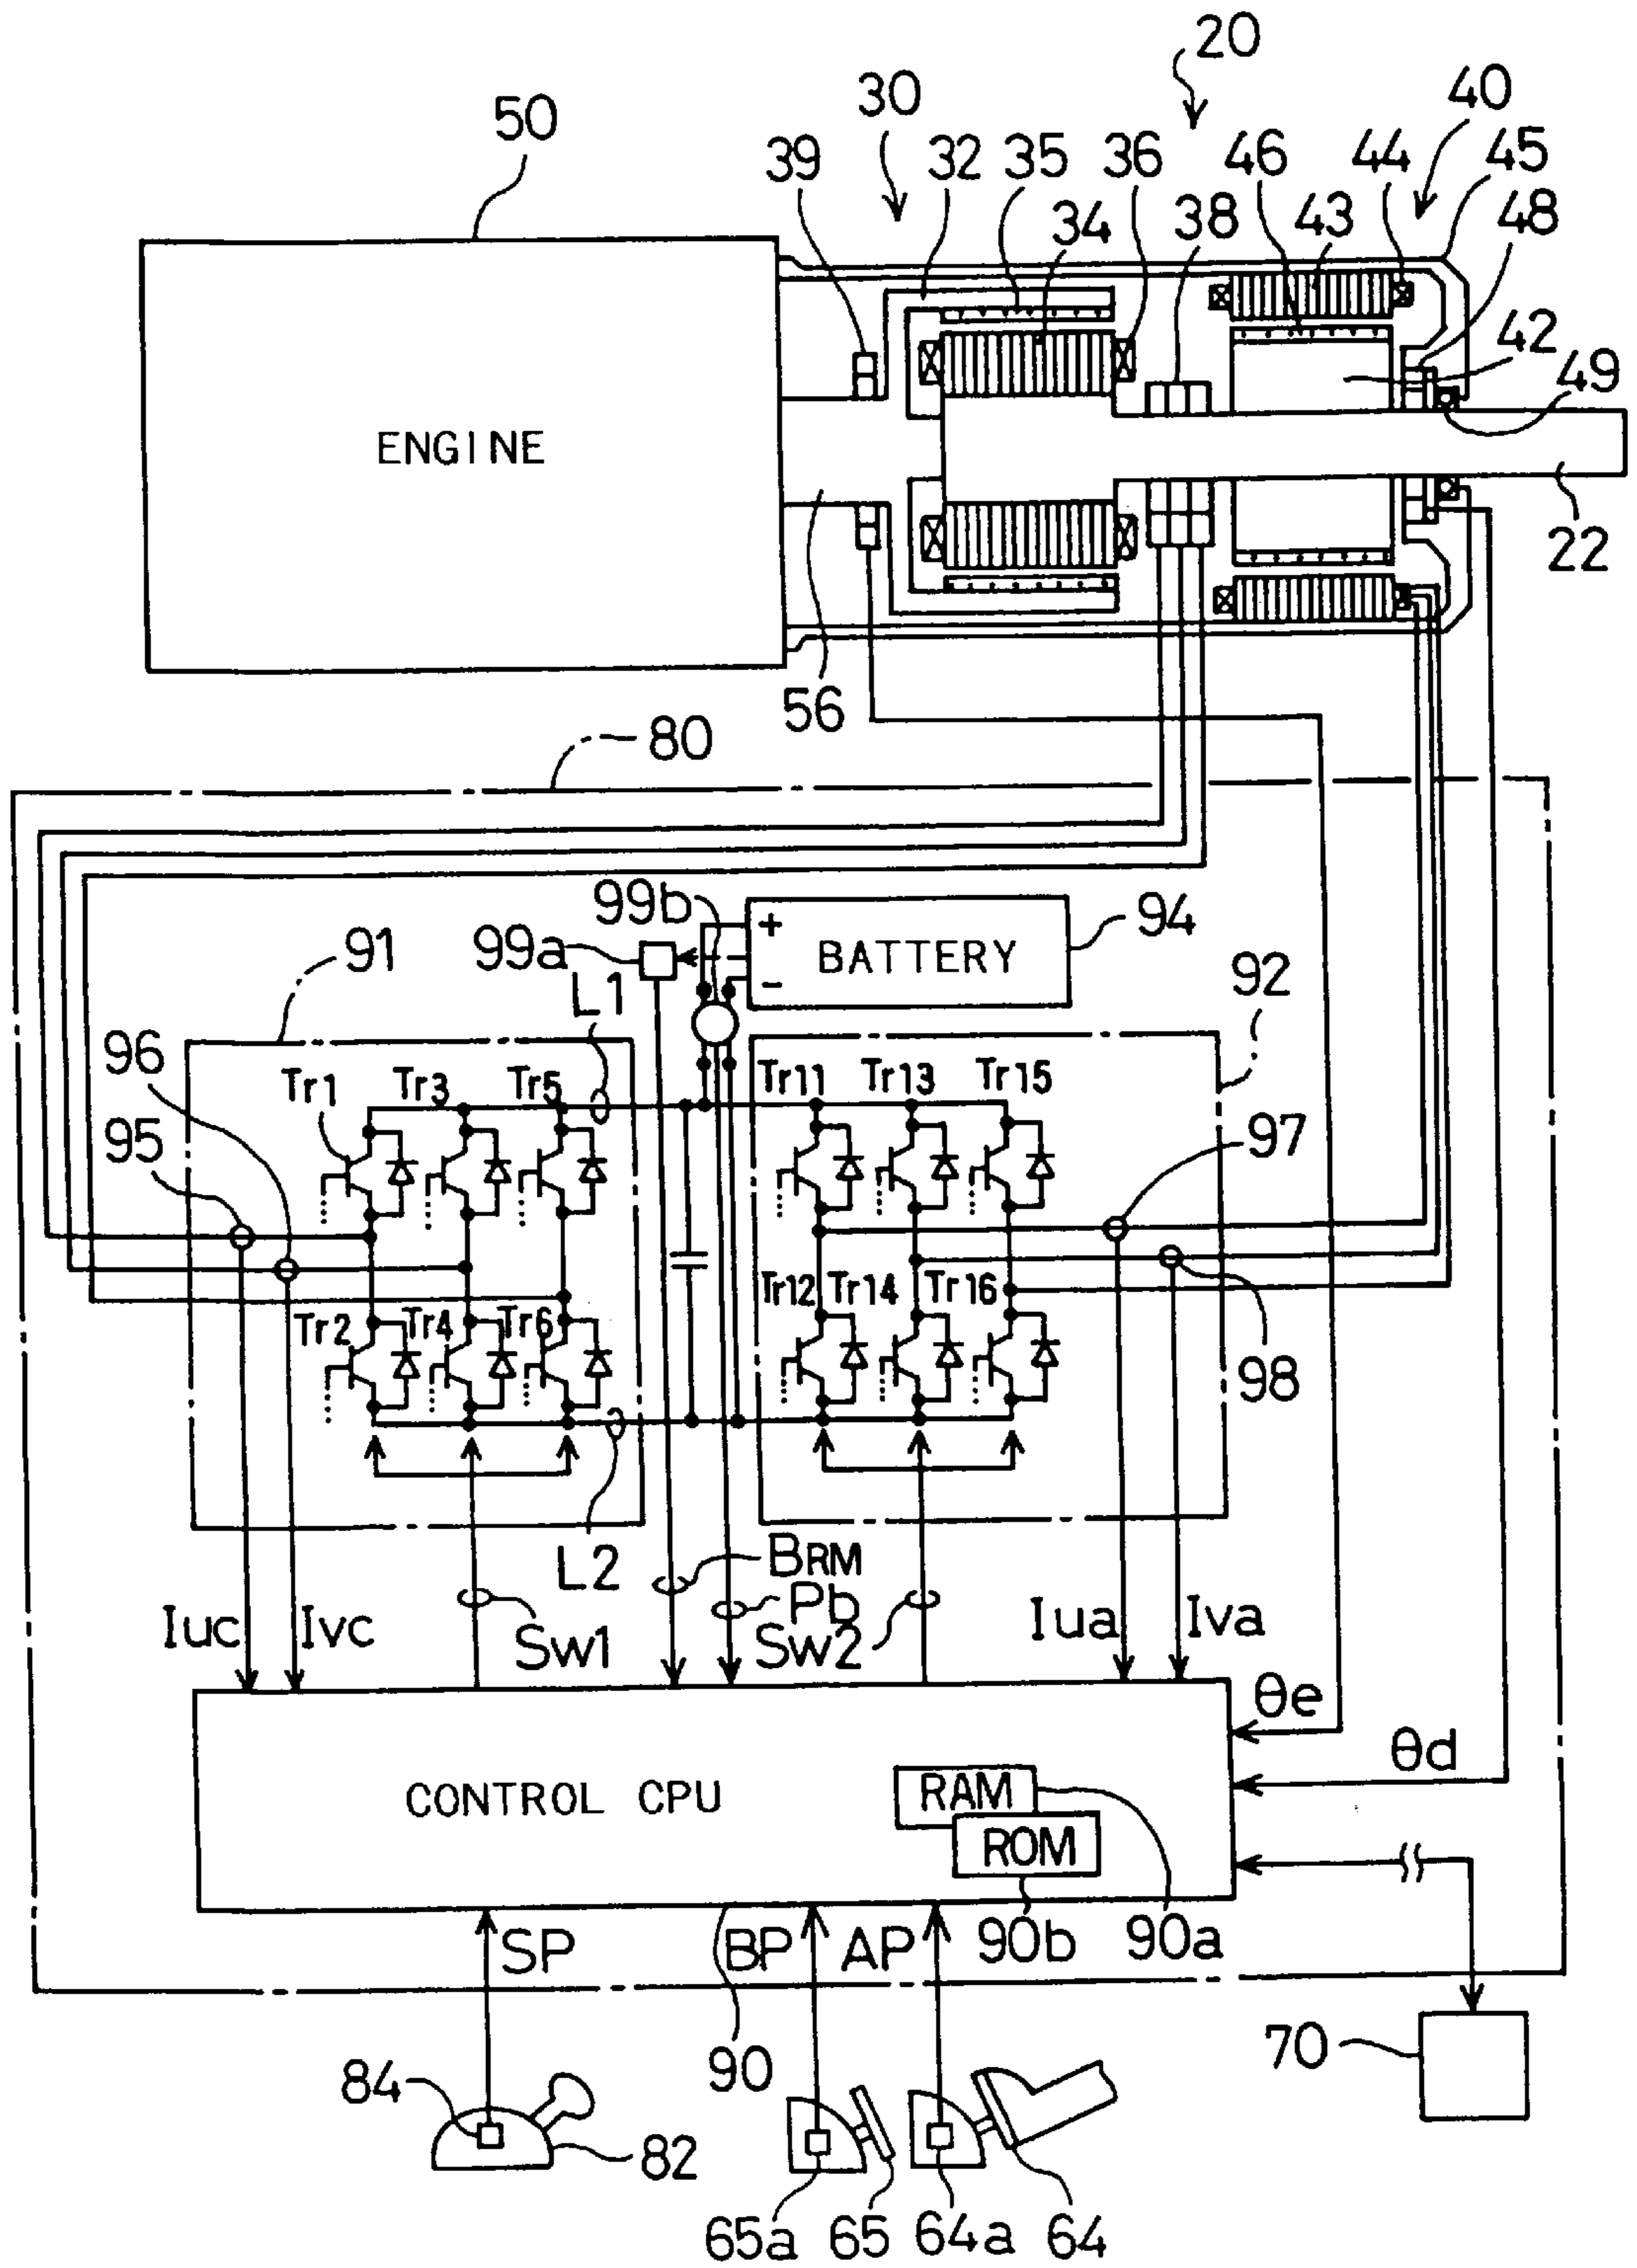 20
30
40
50
39
32
35
36
46
44
45
34
38
43
48
42
49
ENGINE
22
56
80
99b
94
99a
+
BATTERY
−
91
L1
92
96
Tr1
Tr3
Tr5
Tr11
Tr13
Tr15
95
97
Tr2
Tr4
Tr6
Tr12
Tr14
Tr16
98
L2
BRM
Pb
Iuc
Ivc
Sw1
Sw2
Iua
Iva
θe
θd
CONTROL CPU
RAM
ROM
SP
BP
AP
90b
90a
84
90
70
82
65a
65
64a
64